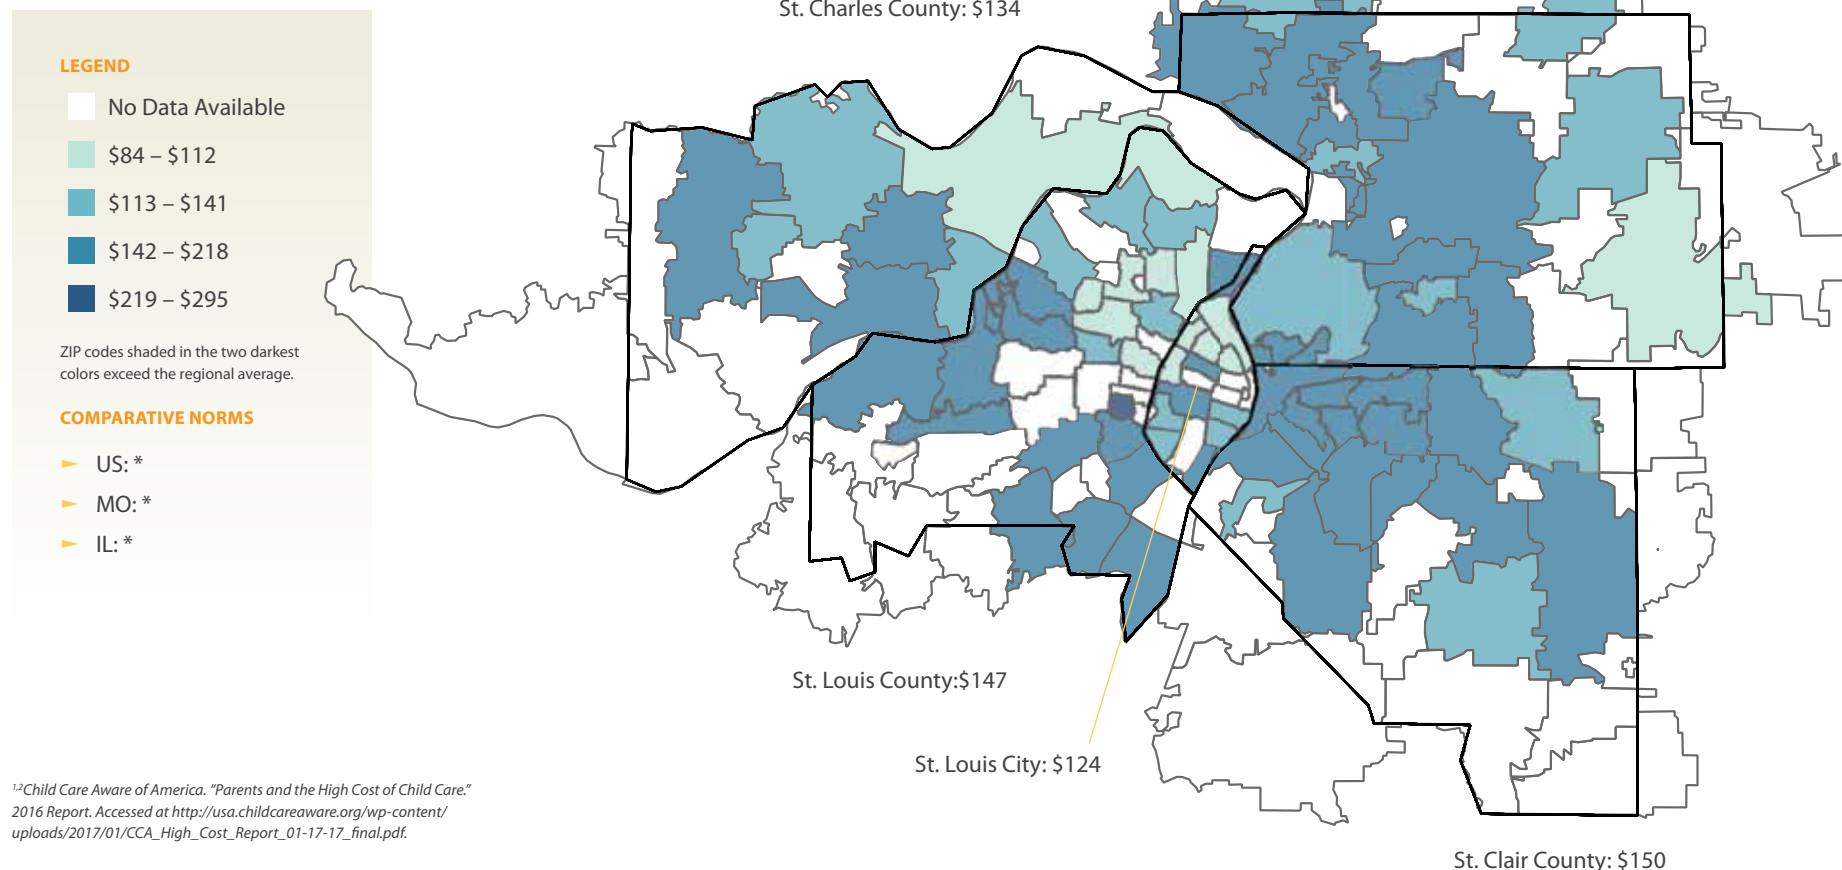 St. Charles County: $134
LEGEND
No Data Available
$84 – $112
$113 – $141
$142 – $218
$219 – $295
ZIP codes shaded in the two darkest
colors exceed the regional average.
COMPARATIVE NORMS
► US: *
► MO: *
► IL: *
St. Louis County:$147
St. Louis City: $124
1,2Child Care Aware of America. “Parents and the High Cost of Child Care.”
2016 Report. Accessed at http://usa.childcareaware.org/wp-content/
uploads/2017/01/CCA_High_Cost_Report_01-17-17_final.pdf.
St. Clair County: $150